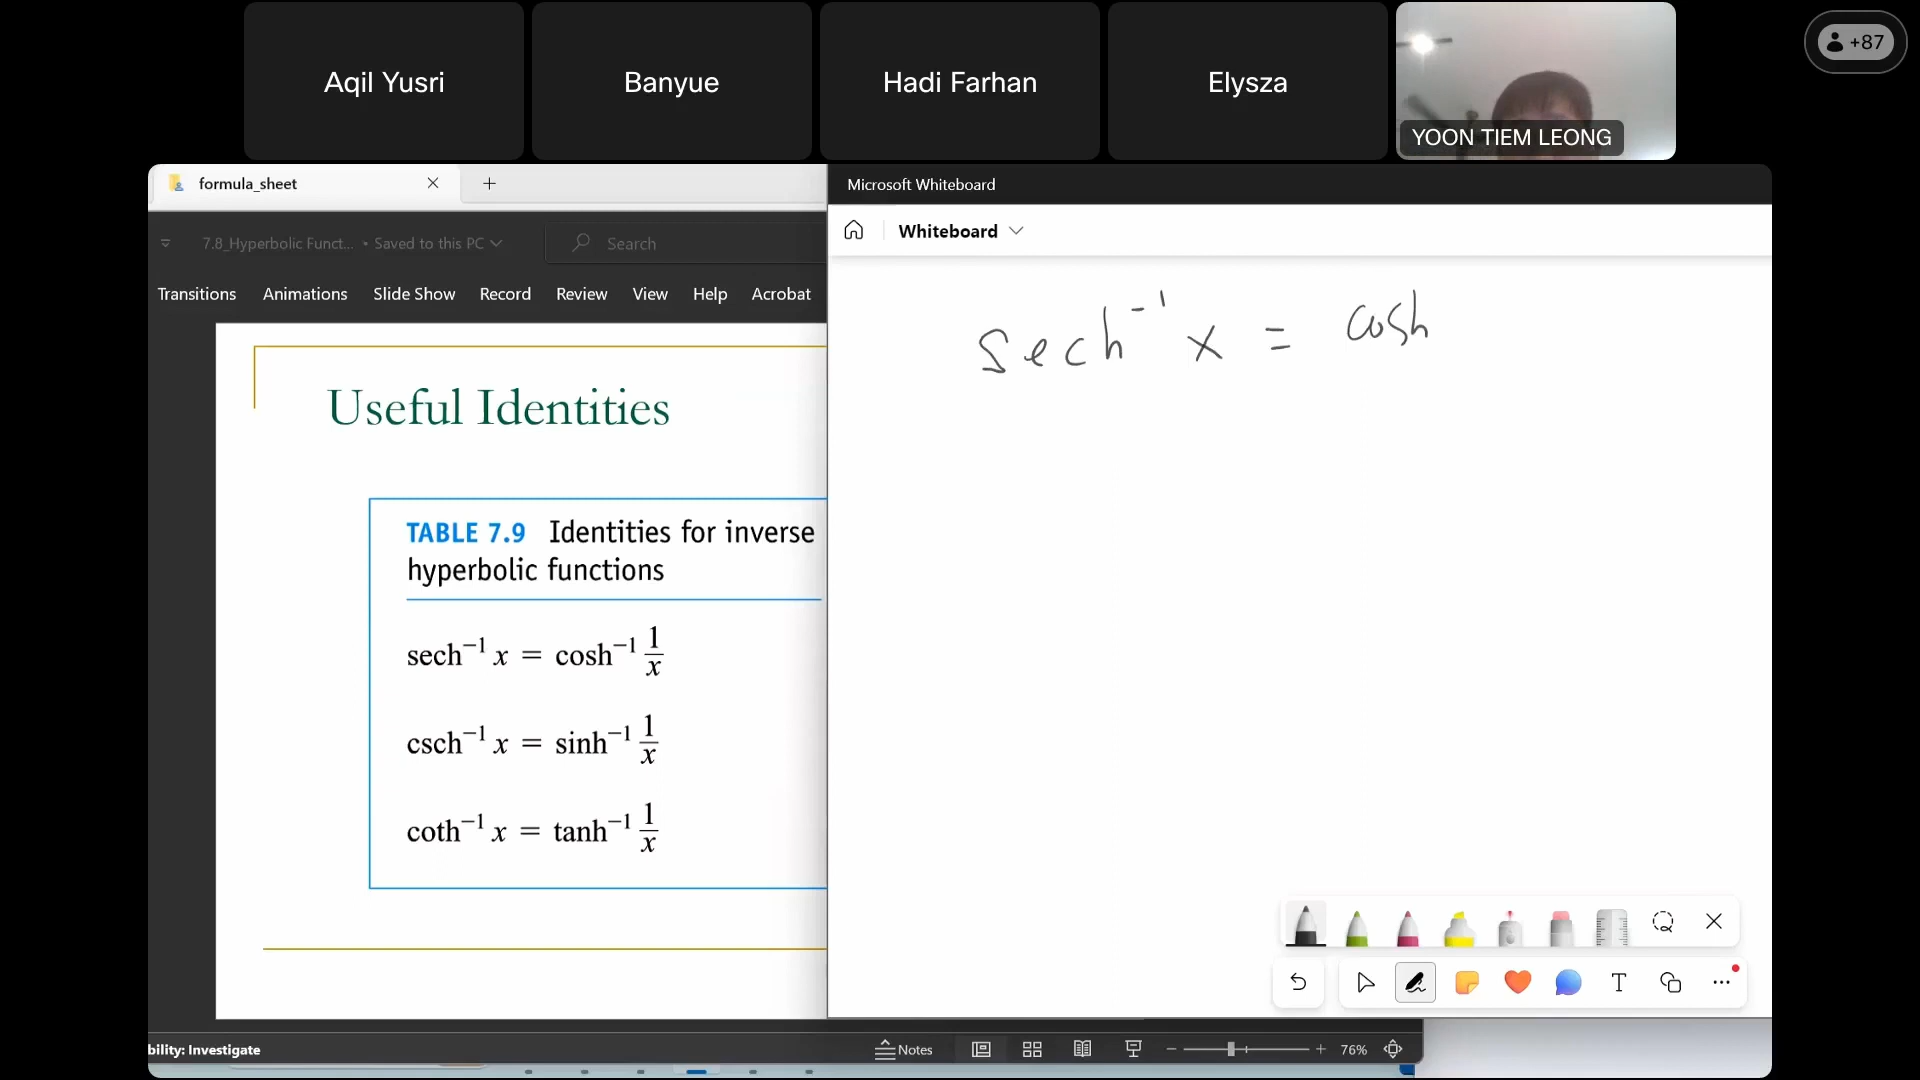 Aqil Yusri
Banyue
Hadi Farhan
Elysza
YOON TIEM LEONG
+87
formula_sheet
Microsoft Whiteboard
7.8_Hyperbolic Funct... • Saved to this PC
Search
Whiteboard
Transitions Animations Slide Show Record Review View Help Acrobat
sech⁻¹ x = cosh
Useful Identities
TABLE 7.9 Identities for inverse
hyperbolic functions
sech⁻¹ x = cosh⁻¹ 1/x
csch⁻¹ x = sinh⁻¹ 1/x
coth⁻¹ x = tanh⁻¹ 1/x
bility: Investigate
Notes
76%